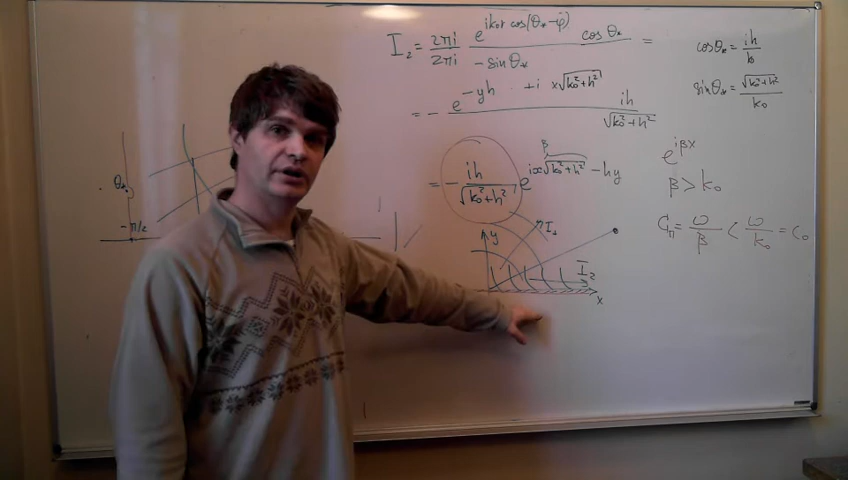 I₂ = 2πi/2πi e^{ik₀r cos(θ*-φ)} cos θ* / -sin θ* =
= - e^{-yh + i x√(k₀²+h²)} ih / √(k₀²+h²)
= - ih/√(k₀²+h²) e^{ix√(k₀²+h²) - hy}
β
cos θ* = ih/k₀
sin θ* = √(k₀²+h²)/k₀
e^{iβx}
β > k₀
Cп = ω/β < ω/k₀ = c₀
θ*
-π/2
y
I₁
I₂
x